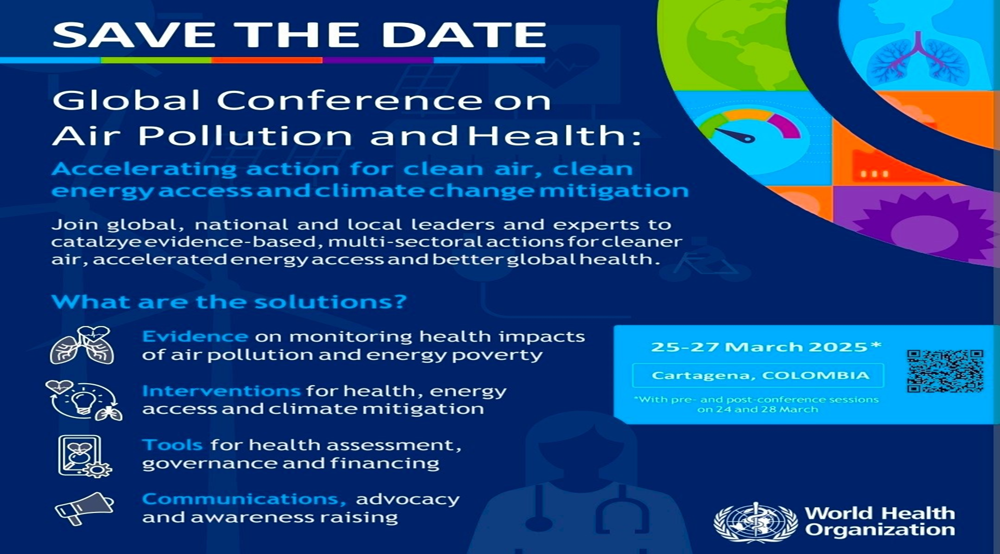 SAVE THE DATE
Global Conference on
Air Pollution and Health:
Accelerating action for clean air, clean
energy access and climate change mitigation
Join global, national and local leaders and experts to
catalzye evidence-based, multi-sectoral actions for cleaner
air, accelerated energy access and better global health.
What are the solutions?
Evidence on monitoring health impacts
of air pollution and energy poverty
Interventions for health, energy
access and climate mitigation
Tools for health assessment,
governance and financing
Communications, advocacy
and awareness raising
25-27 March 2025*
Cartagena, COLOMBIA
*With pre- and post-conference sessions
on 24 and 28 March
World Health
Organization